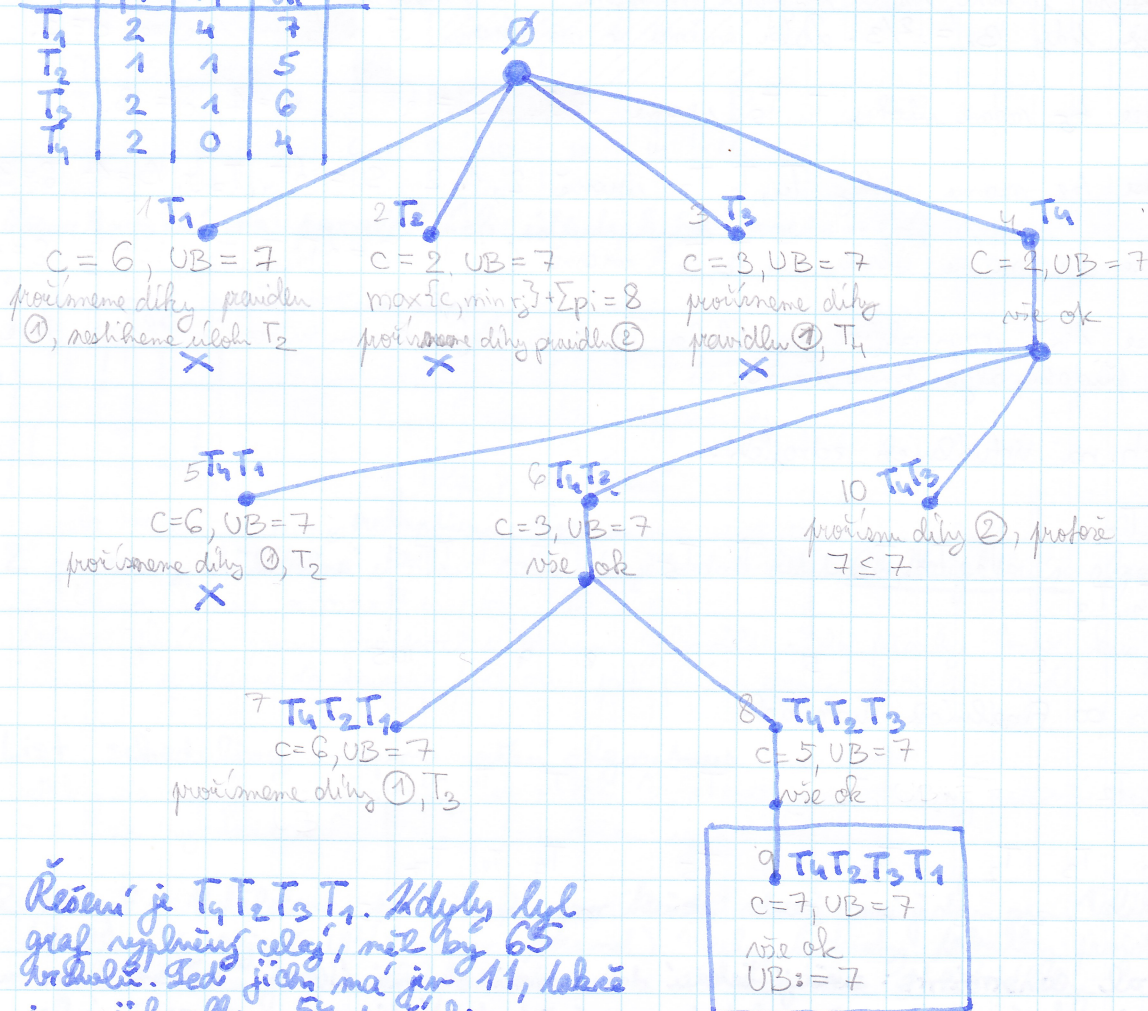 T1 2 4 7
T2 1 1 5
T3 2 1 6
T4 2 0 4
∅
1 T1
c = 6, UB = 7
prořízneme díky pravidlu
①, nestihneme úlohu T2
X
2 T2
c = 2, UB = 7
max{c, min rj} + Σpi = 8
prořízneme díky pravidlu ②
X
3 T3
c = 3, UB = 7
prořízneme díky
pravidlu ①, T4
X
4 T4
c = 2, UB = 7
vše ok
5 T4T1
c=6, UB = 7
prořízneme díky ①, T2
X
6 T4T2
c=3, UB = 7
vše ok
10 T4T3
díky ②, protože
7 ≤ 7
7 T4T2T1
c=6, UB = 7
prořízneme díky ①, T3
8 T4T2T3
c = 5, UB = 7
vše ok
9 T4T2T3T1
c=7, UB = 7
vše ok
UB := 7
Řešení je T4T2T3T1. Kdyby byl
graf vyplněný celý, měl by 65
vrcholů. Teď jich má jen 11, takže